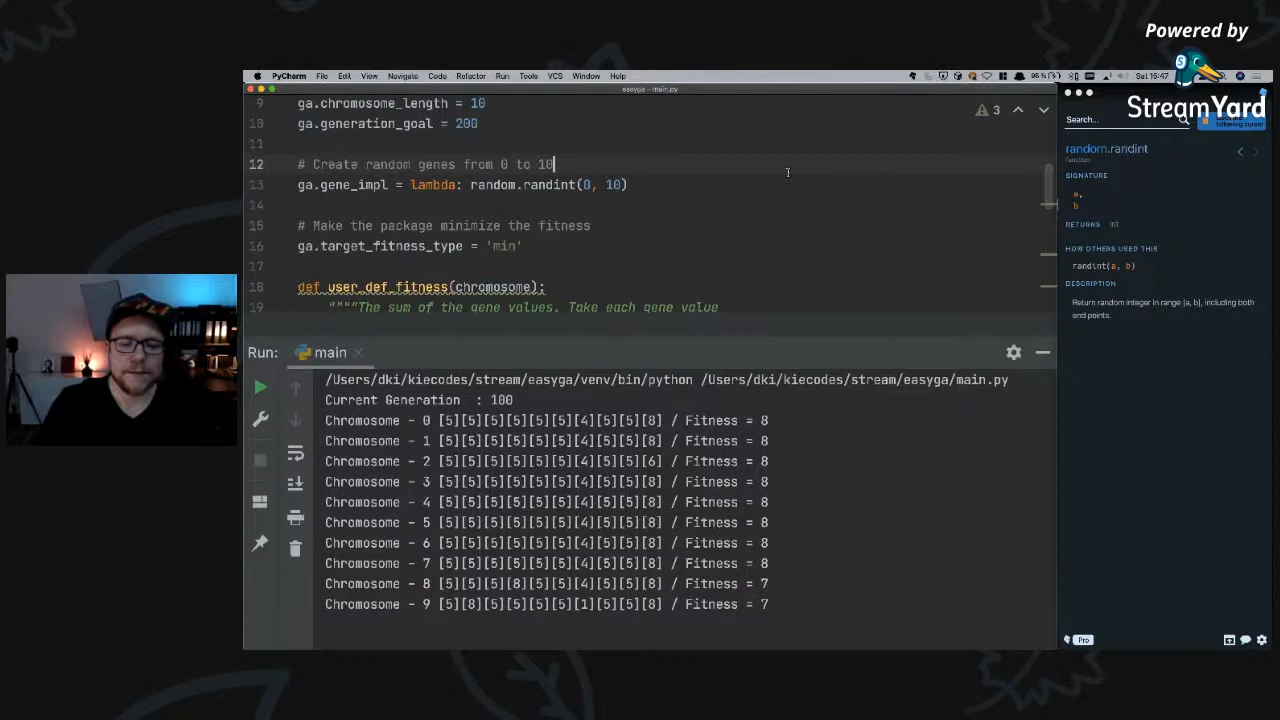 Powered by
StreamYard
PyCharm File Edit View Navigate Code Refactor Run Tools VCS Window Help
95 %
Sat 15:47
easyga – main.py
9 ga.chromosome_length = 10
10 ga.generation_goal = 200
11
12 # Create random genes from 0 to 10
13 ga.gene_impl = lambda: random.randint(0, 10)
14
15 # Make the package minimize the fitness
16 ga.target_fitness_type = 'min'
17
18 def user_def_fitness(chromosome):
19 """"The sum of the gene values. Take each gene value
3
Run: main
/Users/dki/kiecodes/stream/easyga/venv/bin/python /Users/dki/kiecodes/stream/easyga/main.py
Current Generation  : 100
Chromosome - 0 [5][5][5][5][5][4][5][5][8] / Fitness = 8
Chromosome - 1 [5][5][5][5][5][4][5][5][8] / Fitness = 8
Chromosome - 2 [5][5][5][5][5][4][5][5][6] / Fitness = 8
Chromosome - 3 [5][5][5][5][5][4][5][5][8] / Fitness = 8
Chromosome - 4 [5][5][5][5][5][4][5][5][8] / Fitness = 8
Chromosome - 5 [5][5][5][5][5][4][5][5][8] / Fitness = 8
Chromosome - 6 [5][5][5][5][5][4][5][5][8] / Fitness = 8
Chromosome - 7 [5][5][5][5][5][4][5][5][8] / Fitness = 8
Chromosome - 8 [5][5][5][8][5][4][5][5][8] / Fitness = 7
Chromosome - 9 [5][8][5][5][5][5][1][5][5][8] / Fitness = 7
Search...
following cursor
random.randint
function
SIGNATURE
a,
b
RETURNS int
HOW OTHERS USED THIS
randint(a, b)
DESCRIPTION
Return random integer in range [a, b], including both
end points.
Pro